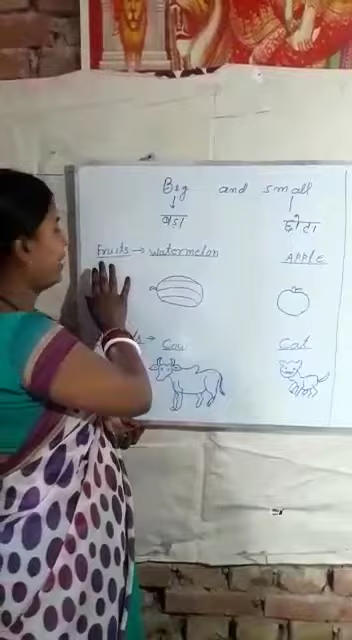 Big and small
बडा छोटा
Fruits → Watermelon APPLE
Cow Cat